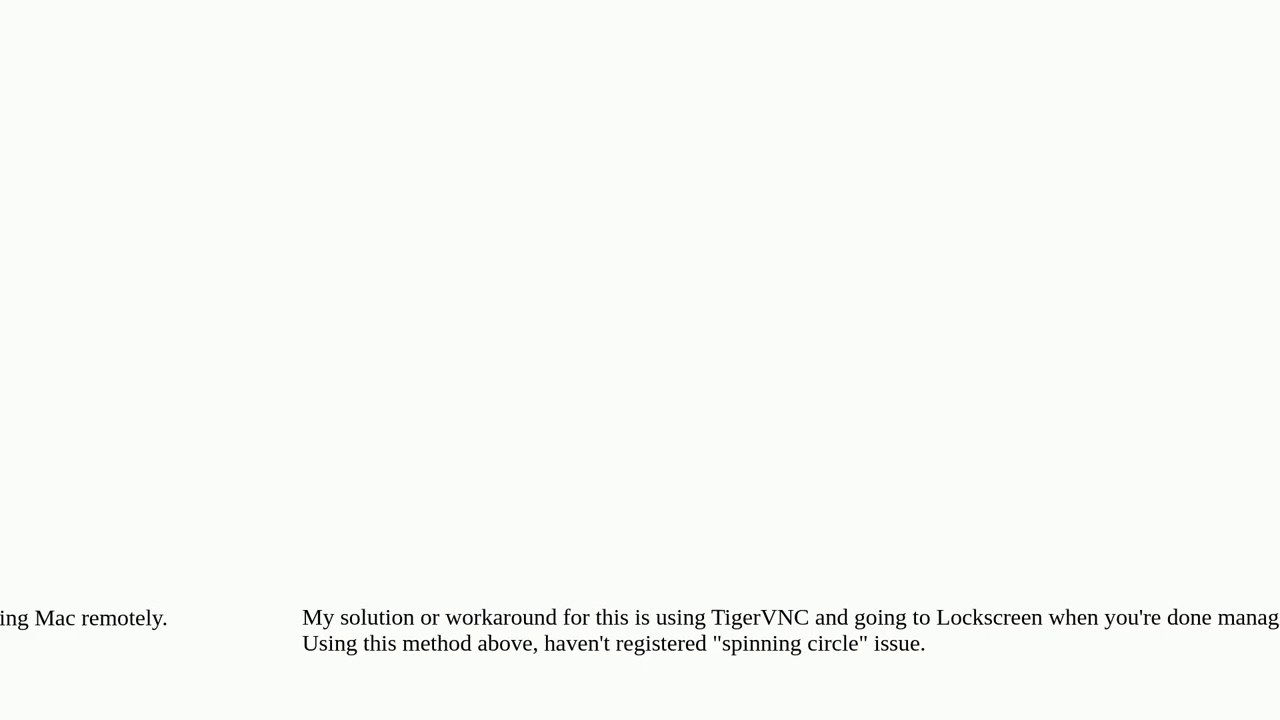 ing Mac remotely.
My solution or workaround for this is using TigerVNC and going to Lockscreen when you're done manag
Using this method above, haven't registered "spinning circle" issue.